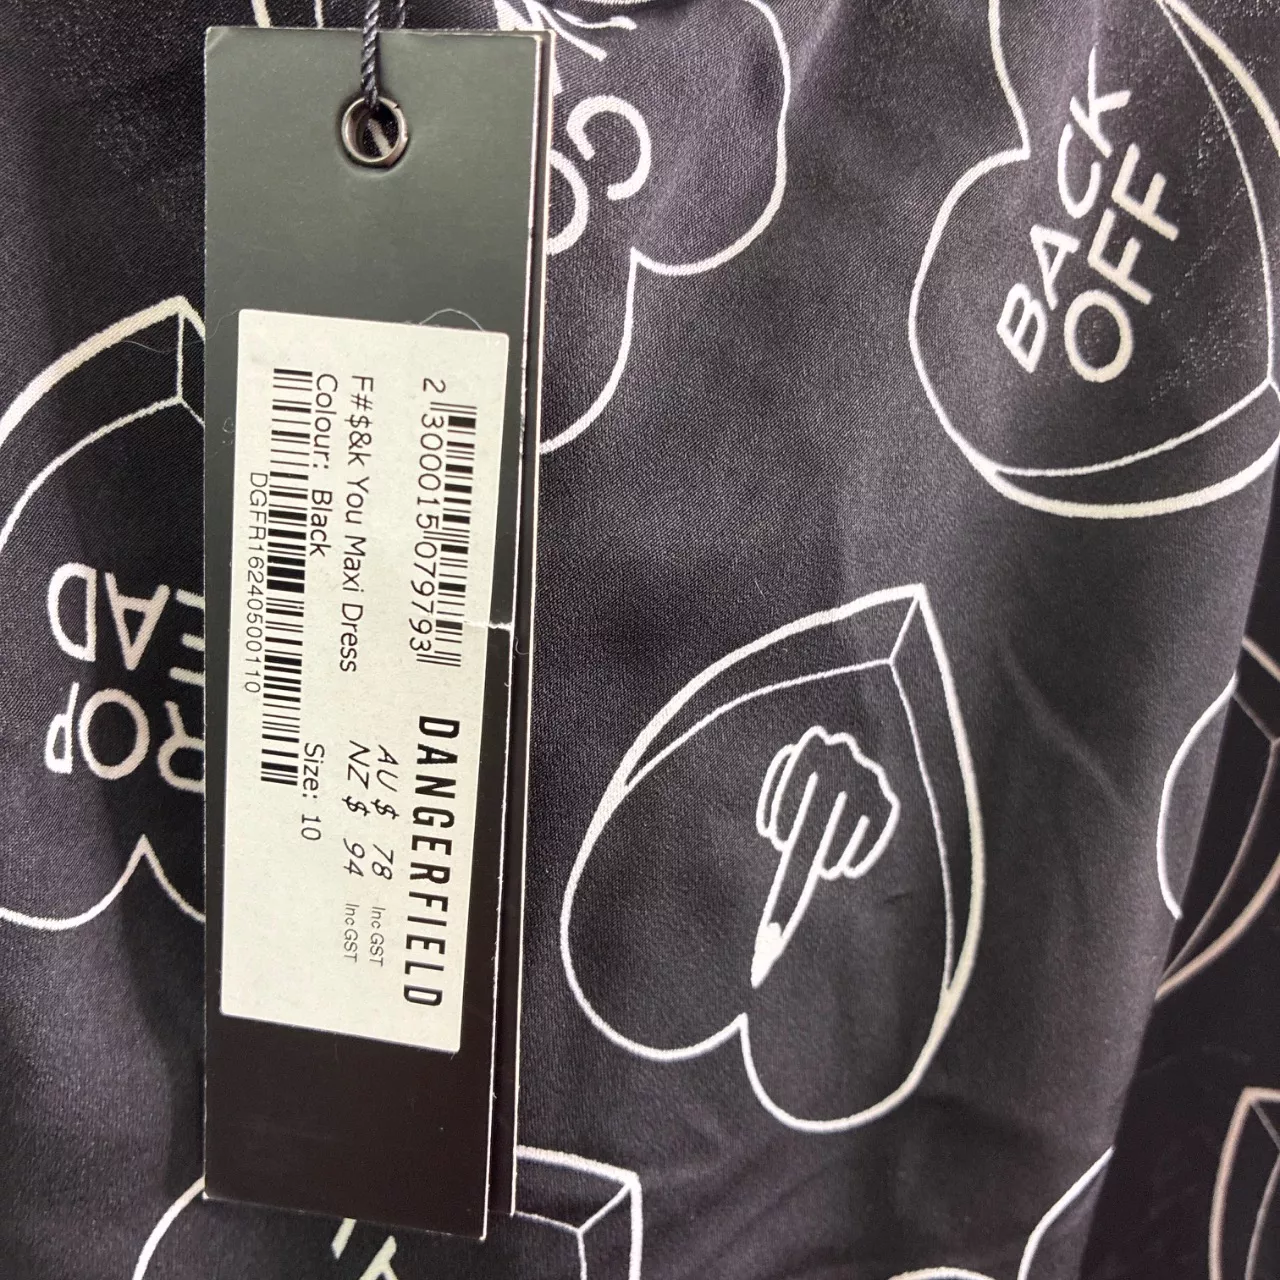 2 300015 079793
DANGERFIELD
F#$&k You Maxi Dress
AU $ 78 Inc GST
NZ $ 94 Inc GST
Colour: Black
Size: 10
DGFR16240500110
BACK
OFF
DROP
DEAD